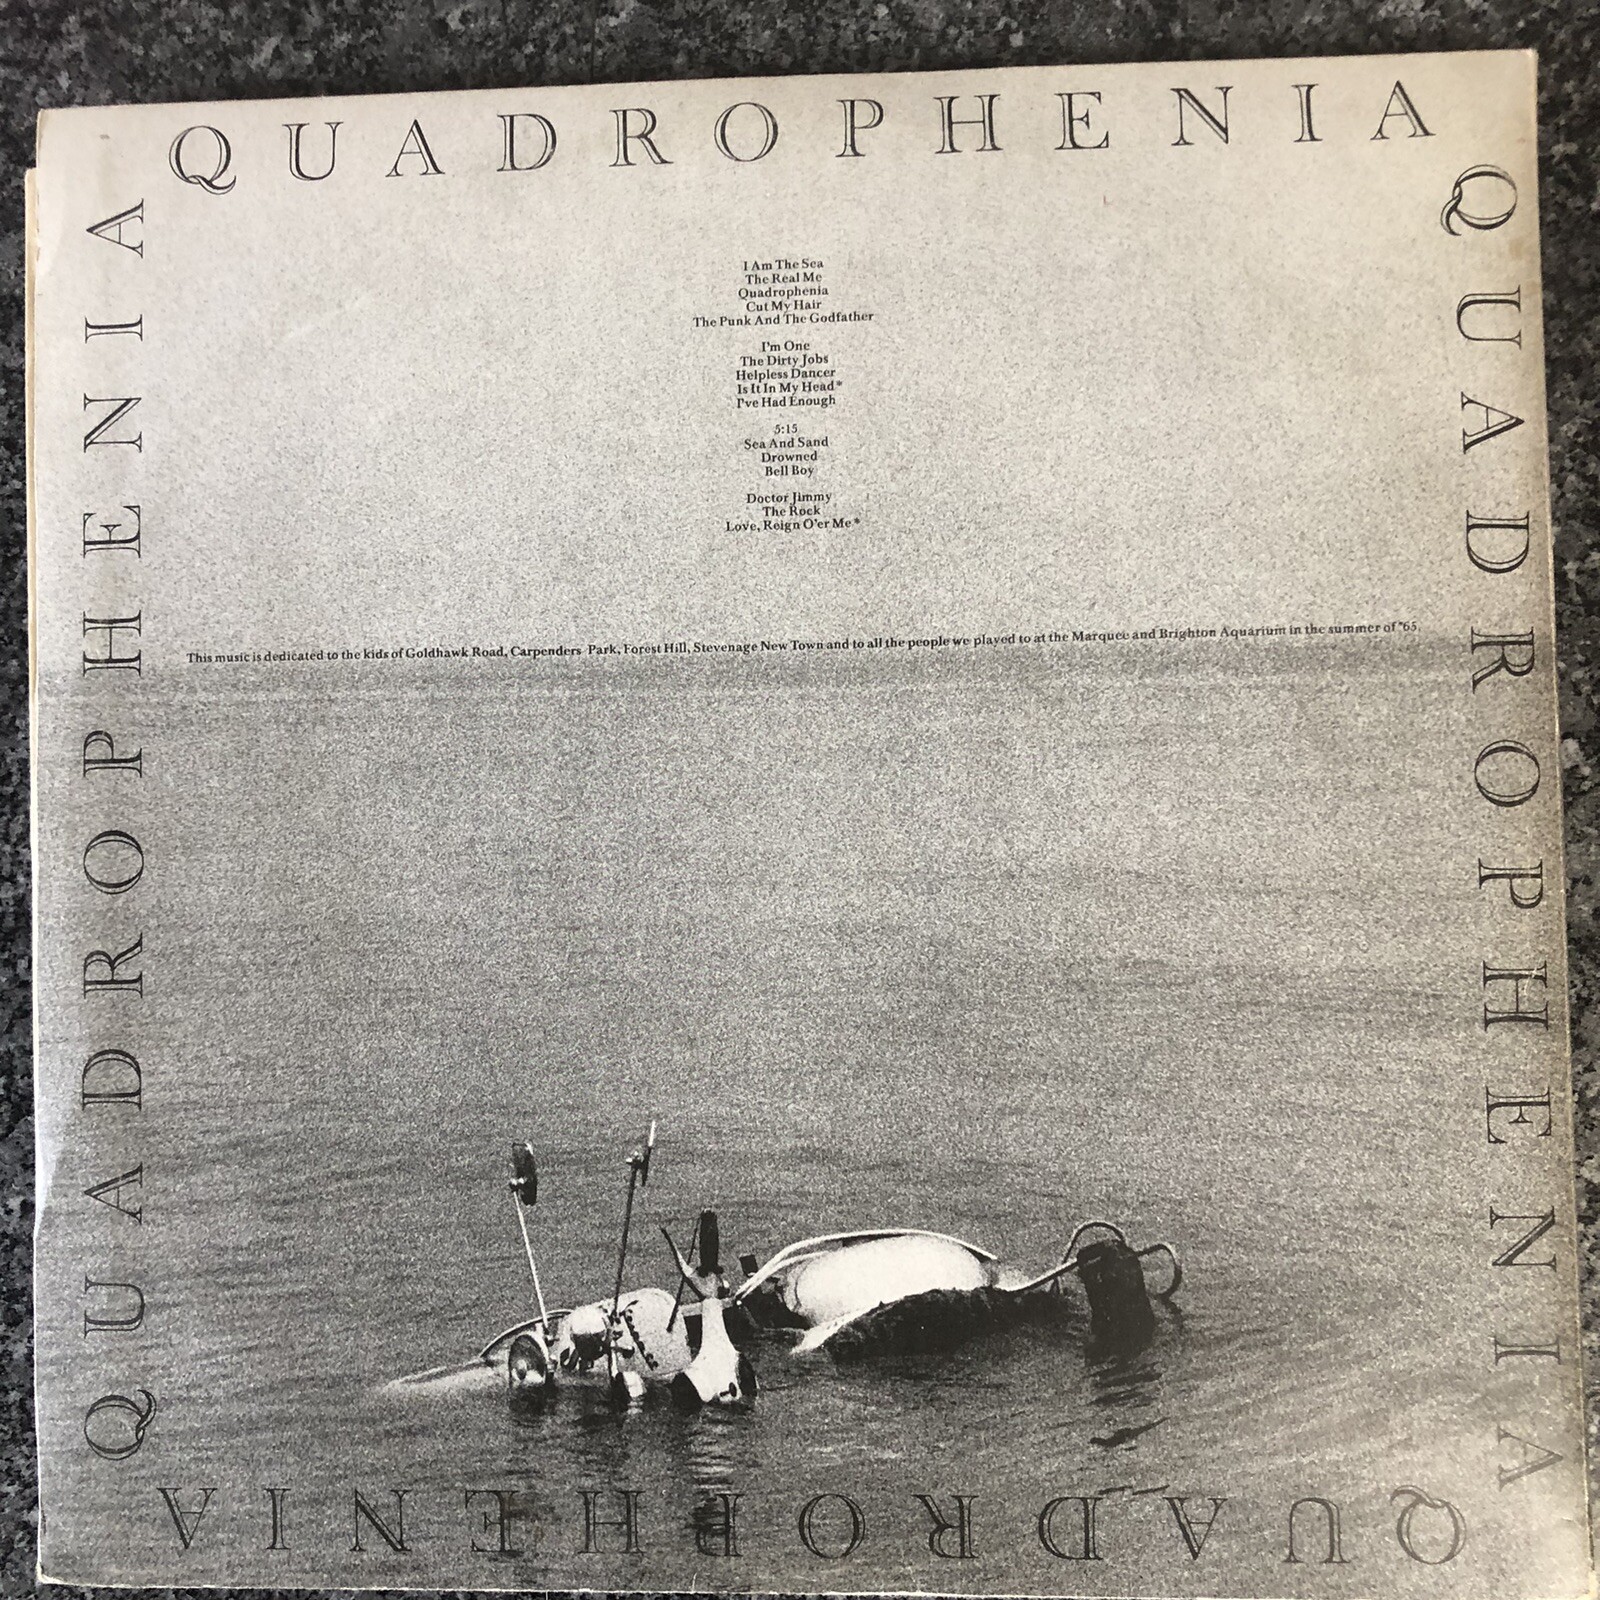 QUADROPHENIA
QUADROPHENIA
QUADROPHENIA
I Am The Sea
The Real Me
Quadrophenia
Cut My Hair
The Punk And The Godfather
I'm One
The Dirty Jobs
Helpless Dancer
Is It In My Head*
I've Had Enough
5:15
Sea And Sand
Drowned
Bell Boy
Doctor Jimmy
The Rock
Love, Reign O'er Me*
This music is dedicated to the kids of Goldhawk Road, Carpenders Park, Forest Hill, Stevenage New Town and to all the people we played to at the Marquee and Brighton Aquarium in the summer of '65.
QUADROPHENIA